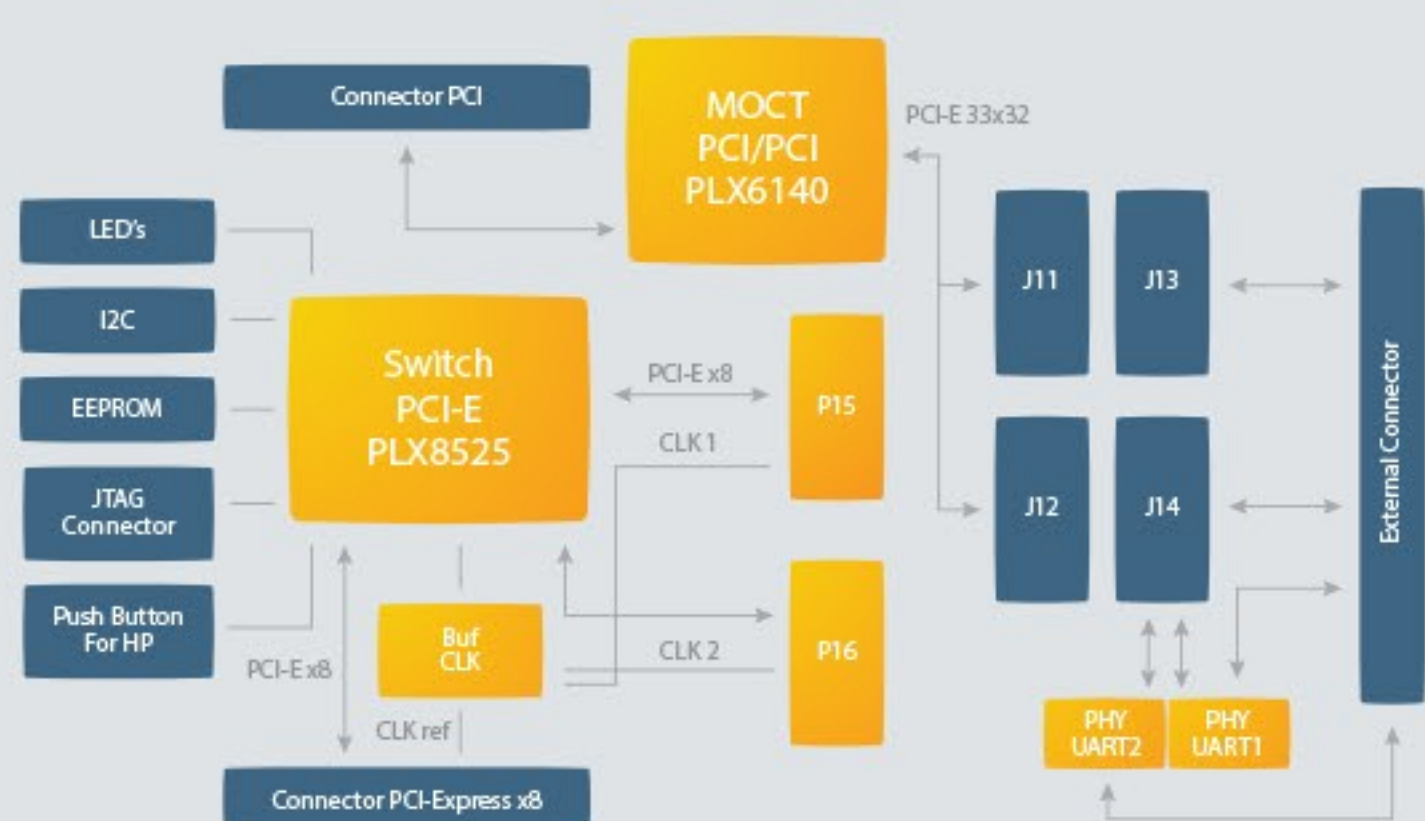 Connector PCI
MOCT
PCI/PCI
PLX6140
PCI-E 33x32
LED's
I2C
EEPROM
JTAG
Connector
Push Button
For HP
Switch
PCI-E
PLX8525
PCI-E x8
CLK 1
P15
J11
J13
J12
J14
External Connector
Buf
CLK
CLK 2
P16
PCI-E x8
CLK ref
PHY
UART2
PHY
UART1
Connector PCI-Express x8